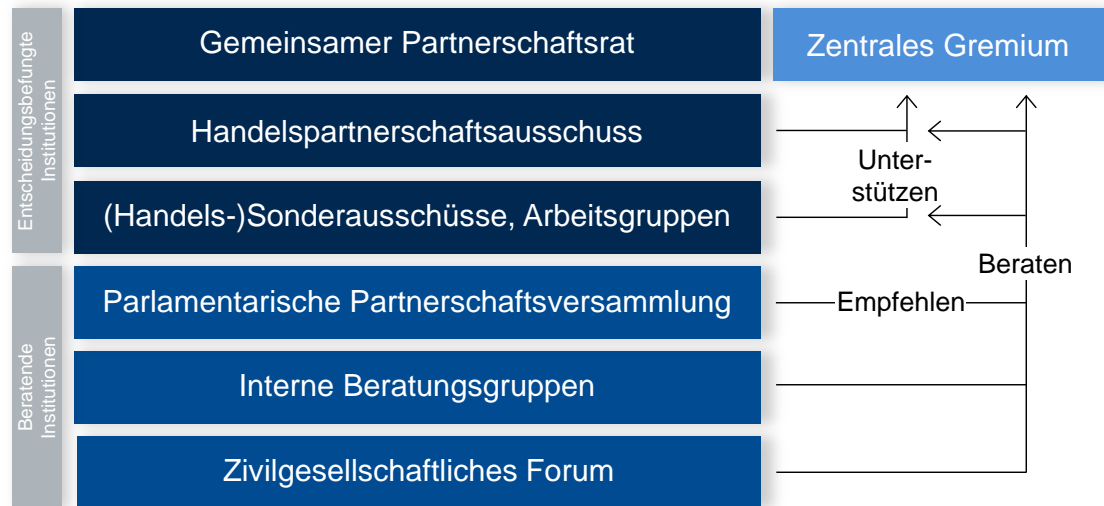 Entscheidungsbefungte
Institutionen
Gemeinsamer Partnerschaftsrat
Zentrales Gremium
Handelspartnerschaftsausschuss
Unter-
stützen
(Handels-)Sonderausschüsse, Arbeitsgruppen
Beraten
Beratende
Institutionen
Parlamentarische Partnerschaftsversammlung
Empfehlen
Interne Beratungsgruppen
Zivilgesellschaftliches Forum